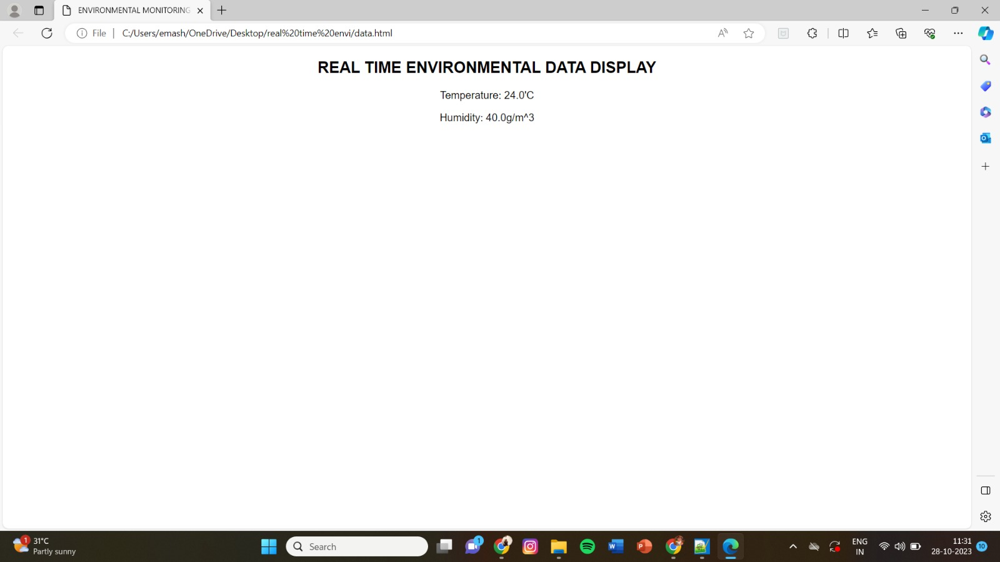 ENVIRONMENTAL MONITORING
File
C:/Users/emash/OneDrive/Desktop/real%20time%20envi/data.html
REAL TIME ENVIRONMENTAL DATA DISPLAY
Temperature: 24.0'C
Humidity: 40.0g/m^3
1
31°C
Partly sunny
Search
1
ENG
IN
11:31
28-10-2023
10